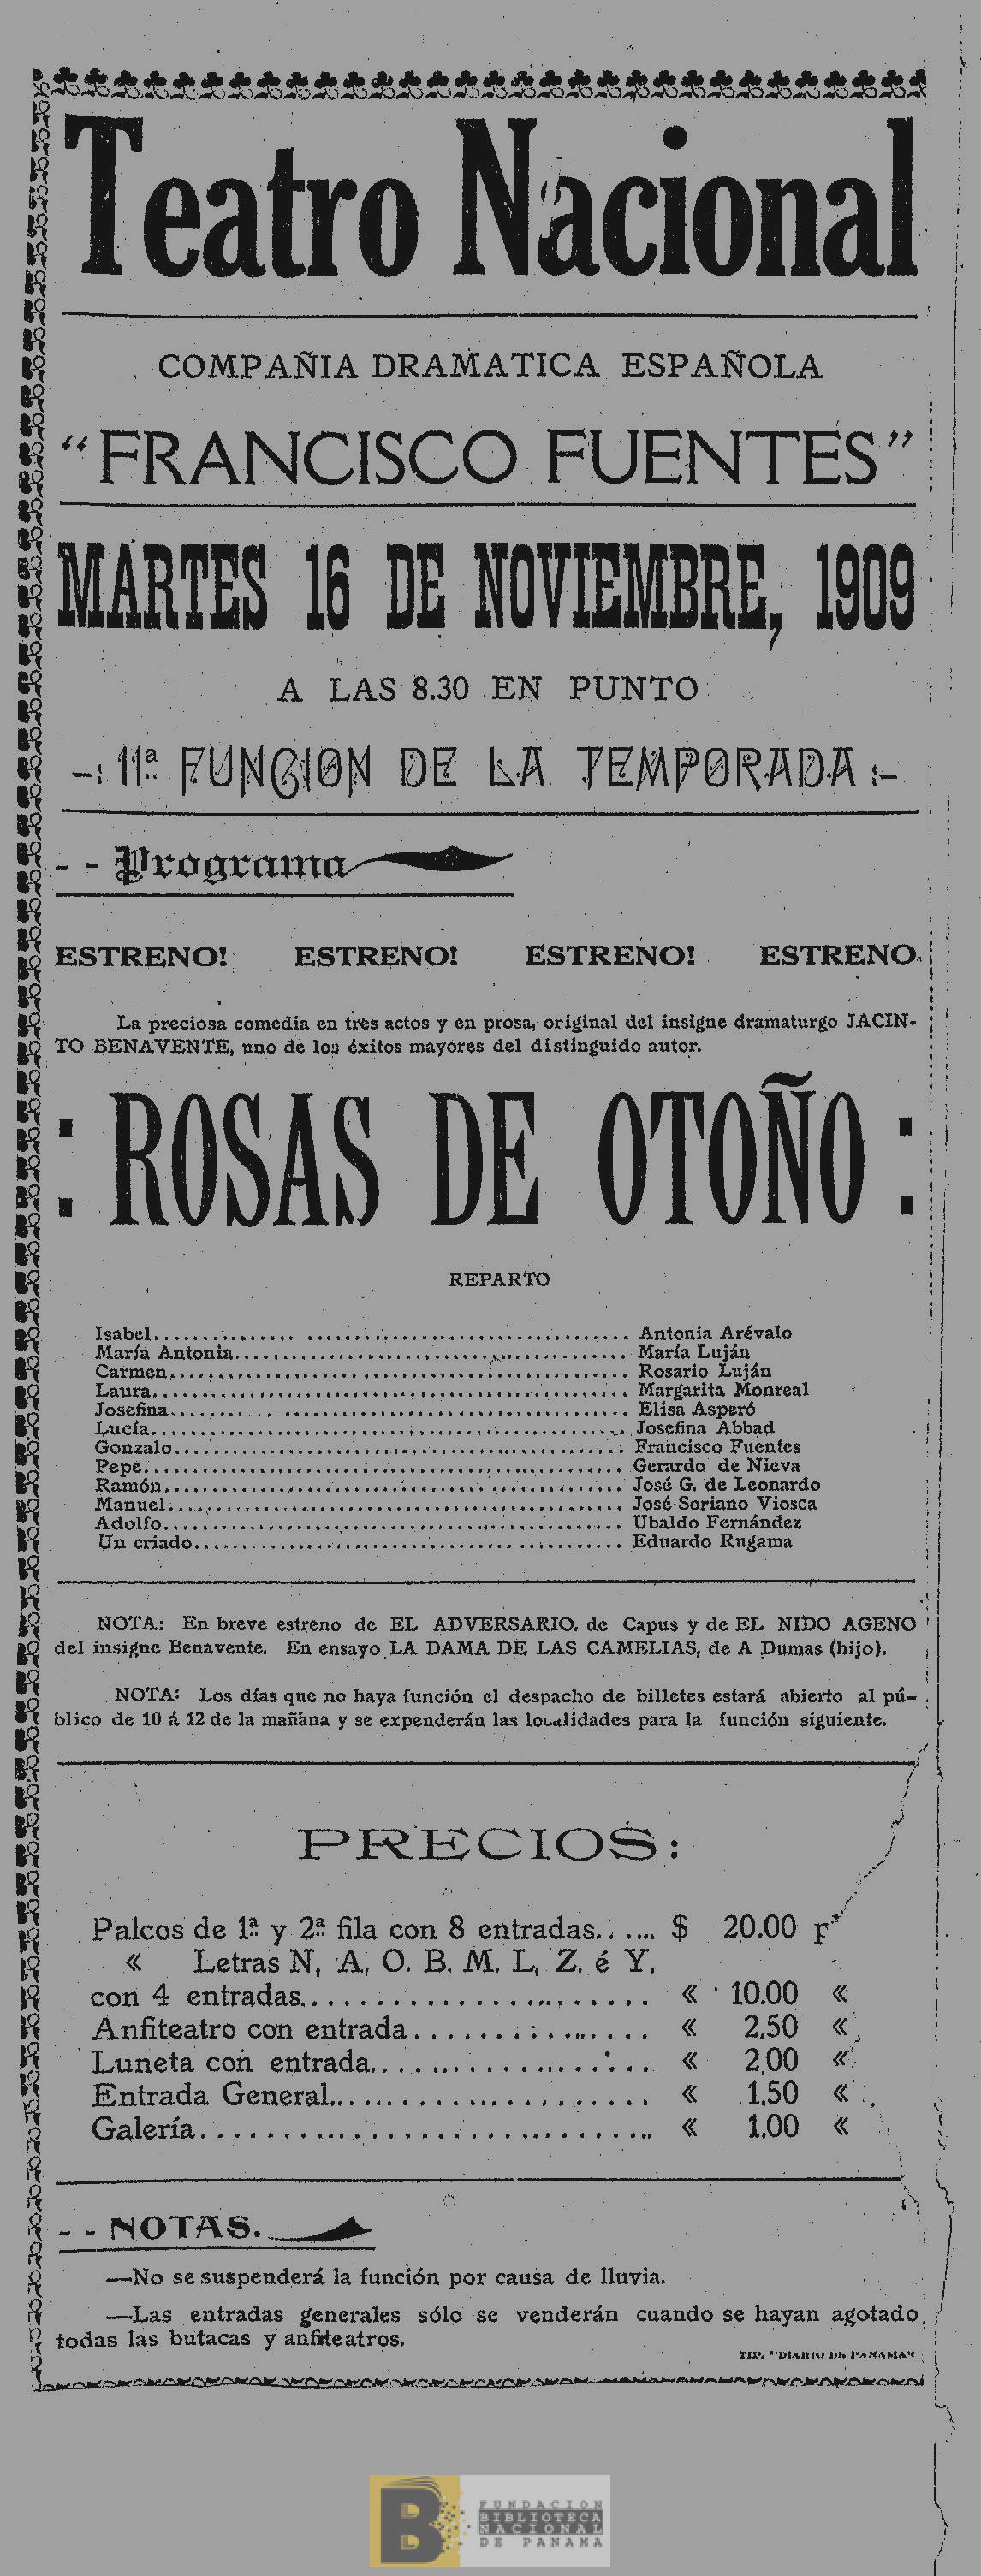 Teatro Nacional
COMPAÑIA DRAMATICA ESPAÑOLA
“FRANCISCO FUENTES”
MARTES 16 DE NOVIEMBRE, 1909
A LAS 8.30 EN PUNTO
-: 11ª FUNCION DE LA TEMPORADA :-
- - Programa
ESTRENO! ESTRENO! ESTRENO! ESTRENO
La preciosa comedia en tres actos y en prosa, original del insigne dramaturgo JACIN-
TO BENAVENTE, uno de los éxitos mayores del distinguido autor.
: ROSAS DE OTOÑO :
REPARTO
Isabel.............................. Antonia Arévalo
María Antonia.............................. María Luján
Carmen.............................. Rosario Luján
Laura.............................. Margarita Monreal
Josefina.............................. Elisa Asperó
Lucía.............................. Josefina Abbad
Gonzalo.............................. Francisco Fuentes
Pepe.............................. Gerardo de Nieva
Ramón.............................. José G. de Leonardo
Manuel.............................. José Soriano Viosca
Adolfo.............................. Ubaldo Fernández
Un criado.............................. Eduardo Rugama
NOTA: En breve estreno de EL ADVERSARIO, de Capus y de EL NIDO AGENO
del insigne Benavente. En ensayo LA DAMA DE LAS CAMELIAS, de A Dumas (hijo).
NOTA: Los días que no haya función el despacho de billetes estará abierto al pú-
blico de 10 á 12 de la mañana y se expenderán las localidades para la función siguiente.
PRECIOS:
Palcos de 1ª y 2ª fila con 8 entradas...... $ 20.00
« Letras N, A, O. B. M. L, Z. é Y.
con 4 entradas.................... « 10.00 «
Anfiteatro con entrada.................... « 2.50 «
Luneta con entrada.................... « 2.00 «
Entrada General.................... « 1.50 «
Galería.................... « 1.00 «
- - NOTAS.
—No se suspenderá la función por causa de lluvia.
—Las entradas generales sólo se venderán cuando se hayan agotado
todas las butacas y anfiteatros.
TIP. "DIARIO DE PANAMA"
B
FUNDACION
BIBLIOTECA
NACIONAL
DE PANAMA